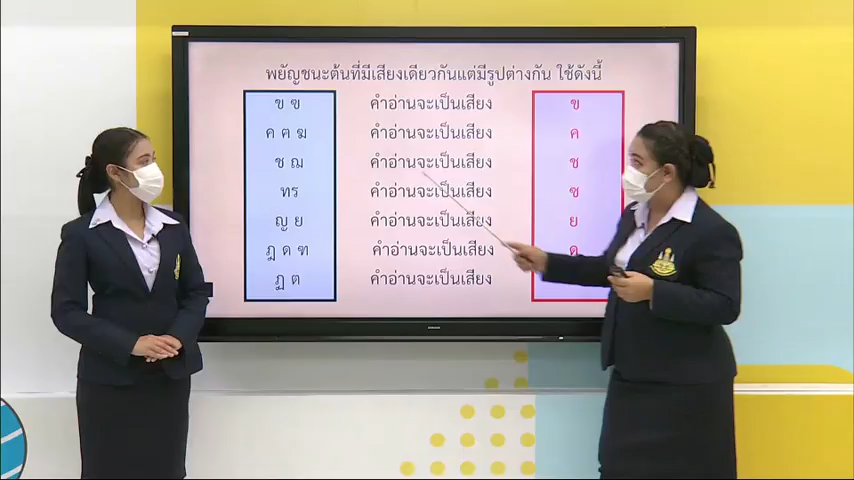 พยัญชนะต้นที่มีเสียงเดียวกันแต่มีรูปต่างกัน ใช้ดังนี้
ข ฃ คำอ่านจะเป็นเสียง ข
ค ฅ ฆ คำอ่านจะเป็นเสียง ค
ช ฌ คำอ่านจะเป็นเสียง ช
ทร คำอ่านจะเป็นเสียง ซ
ญ ย คำอ่านจะเป็นเสียง ย
ฎ ด ฑ คำอ่านจะเป็นเสียง ด
ฏ ต คำอ่านจะเป็นเสียง